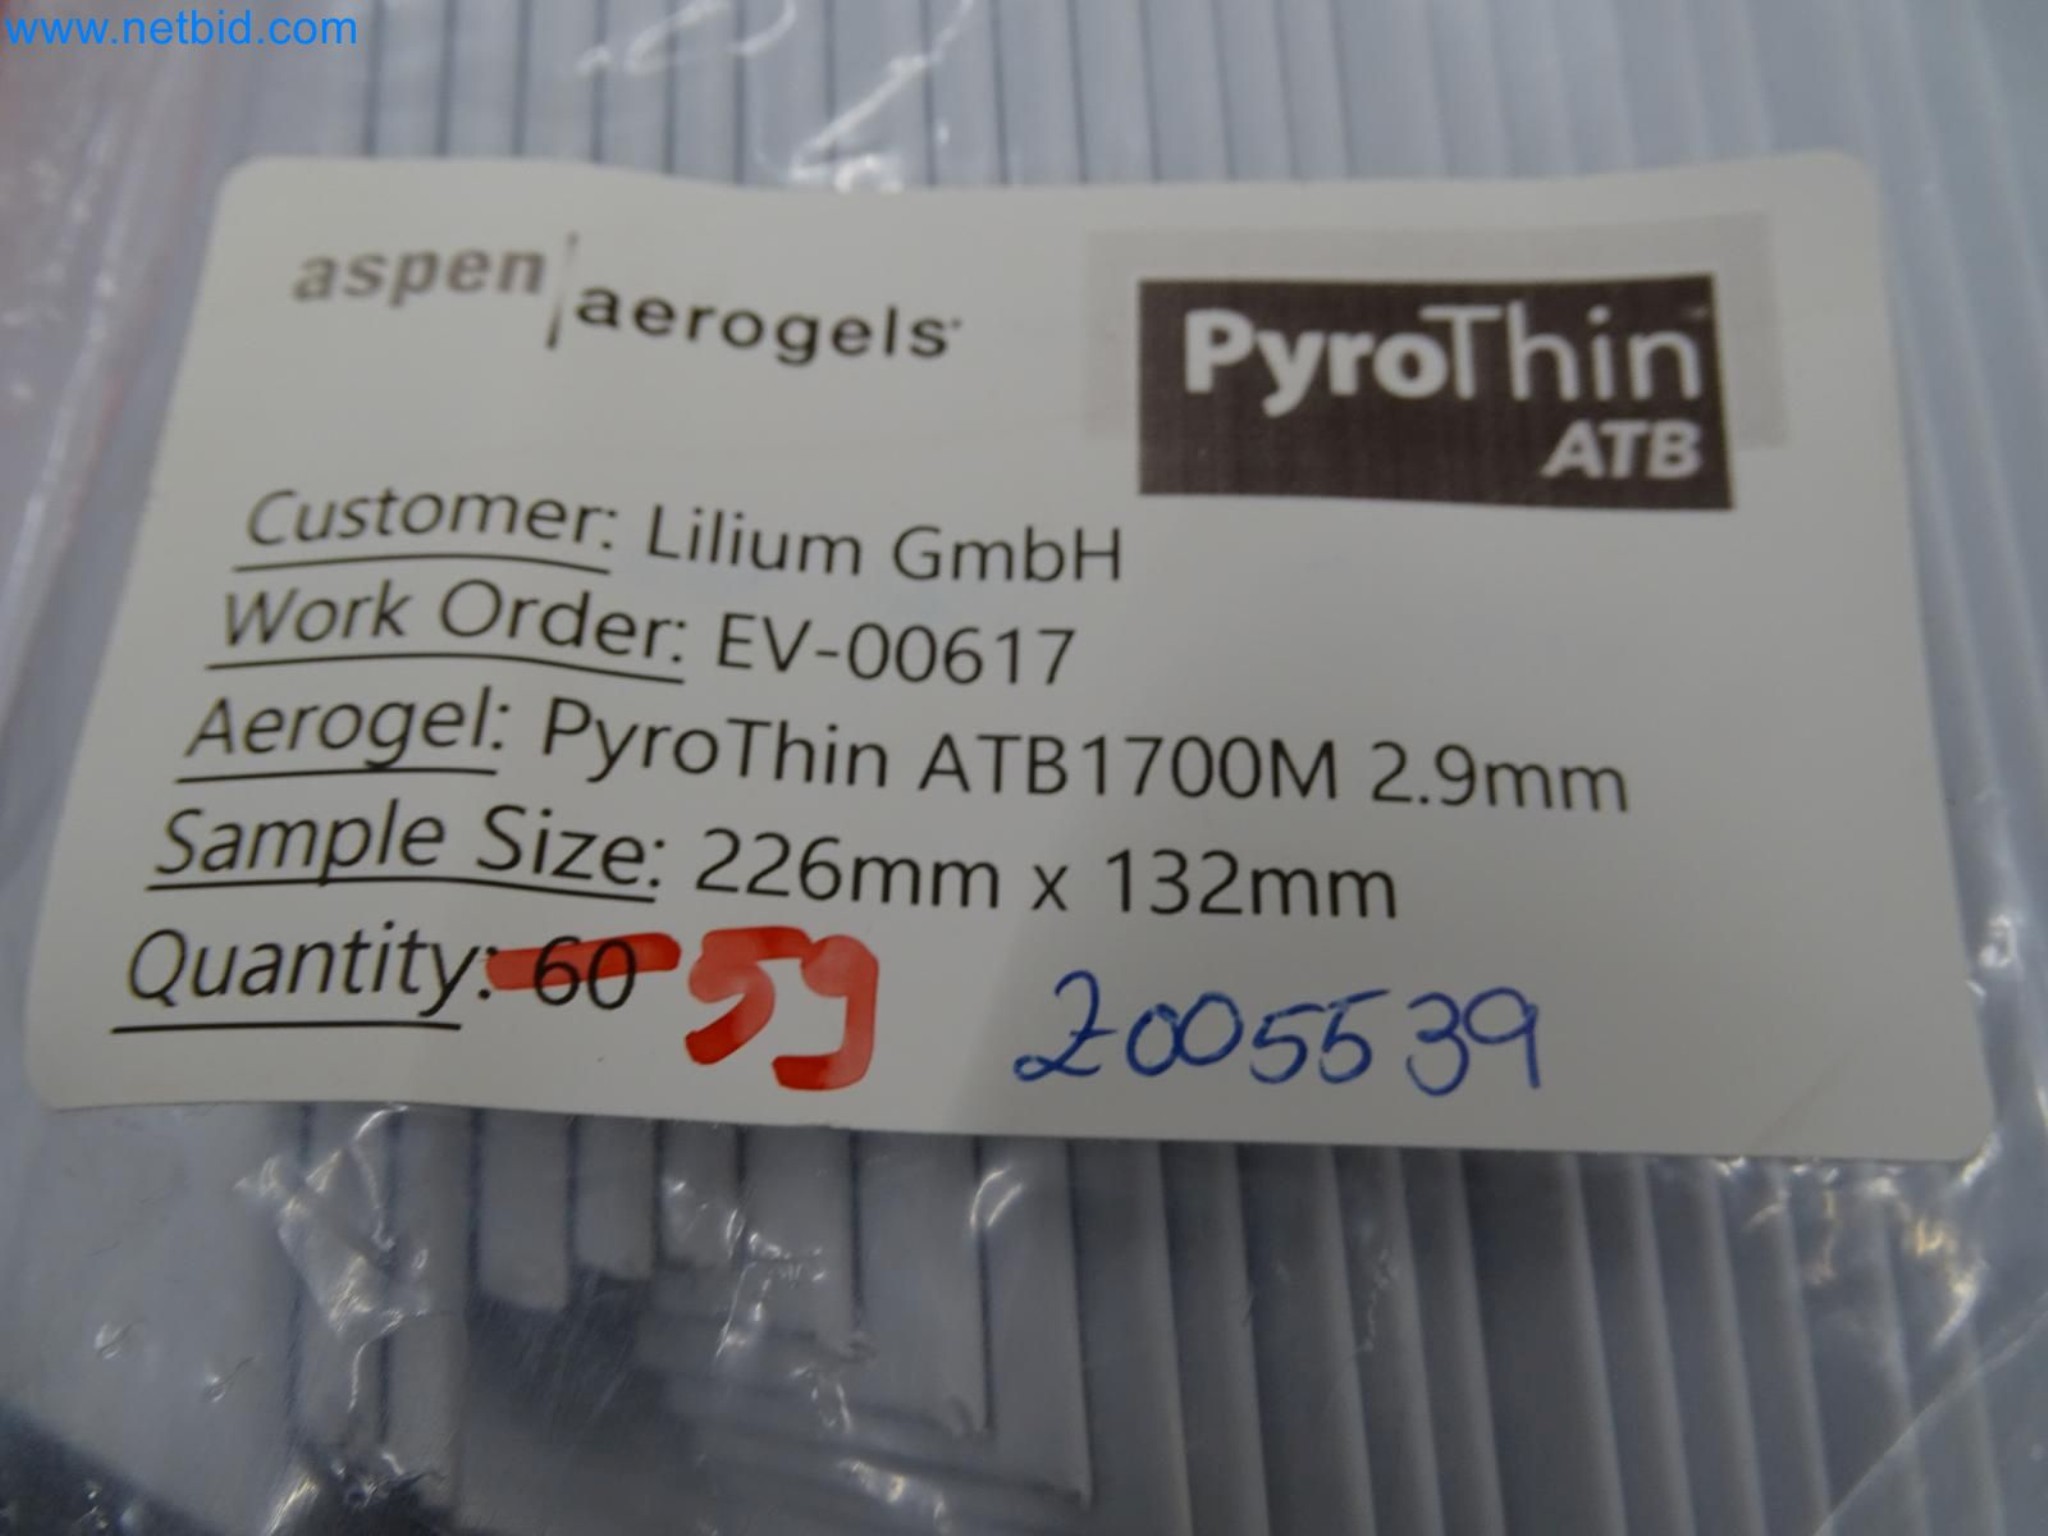 www.netbid.com
aspen aerogels
PyroThin
ATB
Customer: Lilium GmbH
Work Order: EV-00617
Aerogel: PyroThin ATB1700M 2.9mm
Sample Size: 226mm x 132mm
Quantity: 60 59
2005539